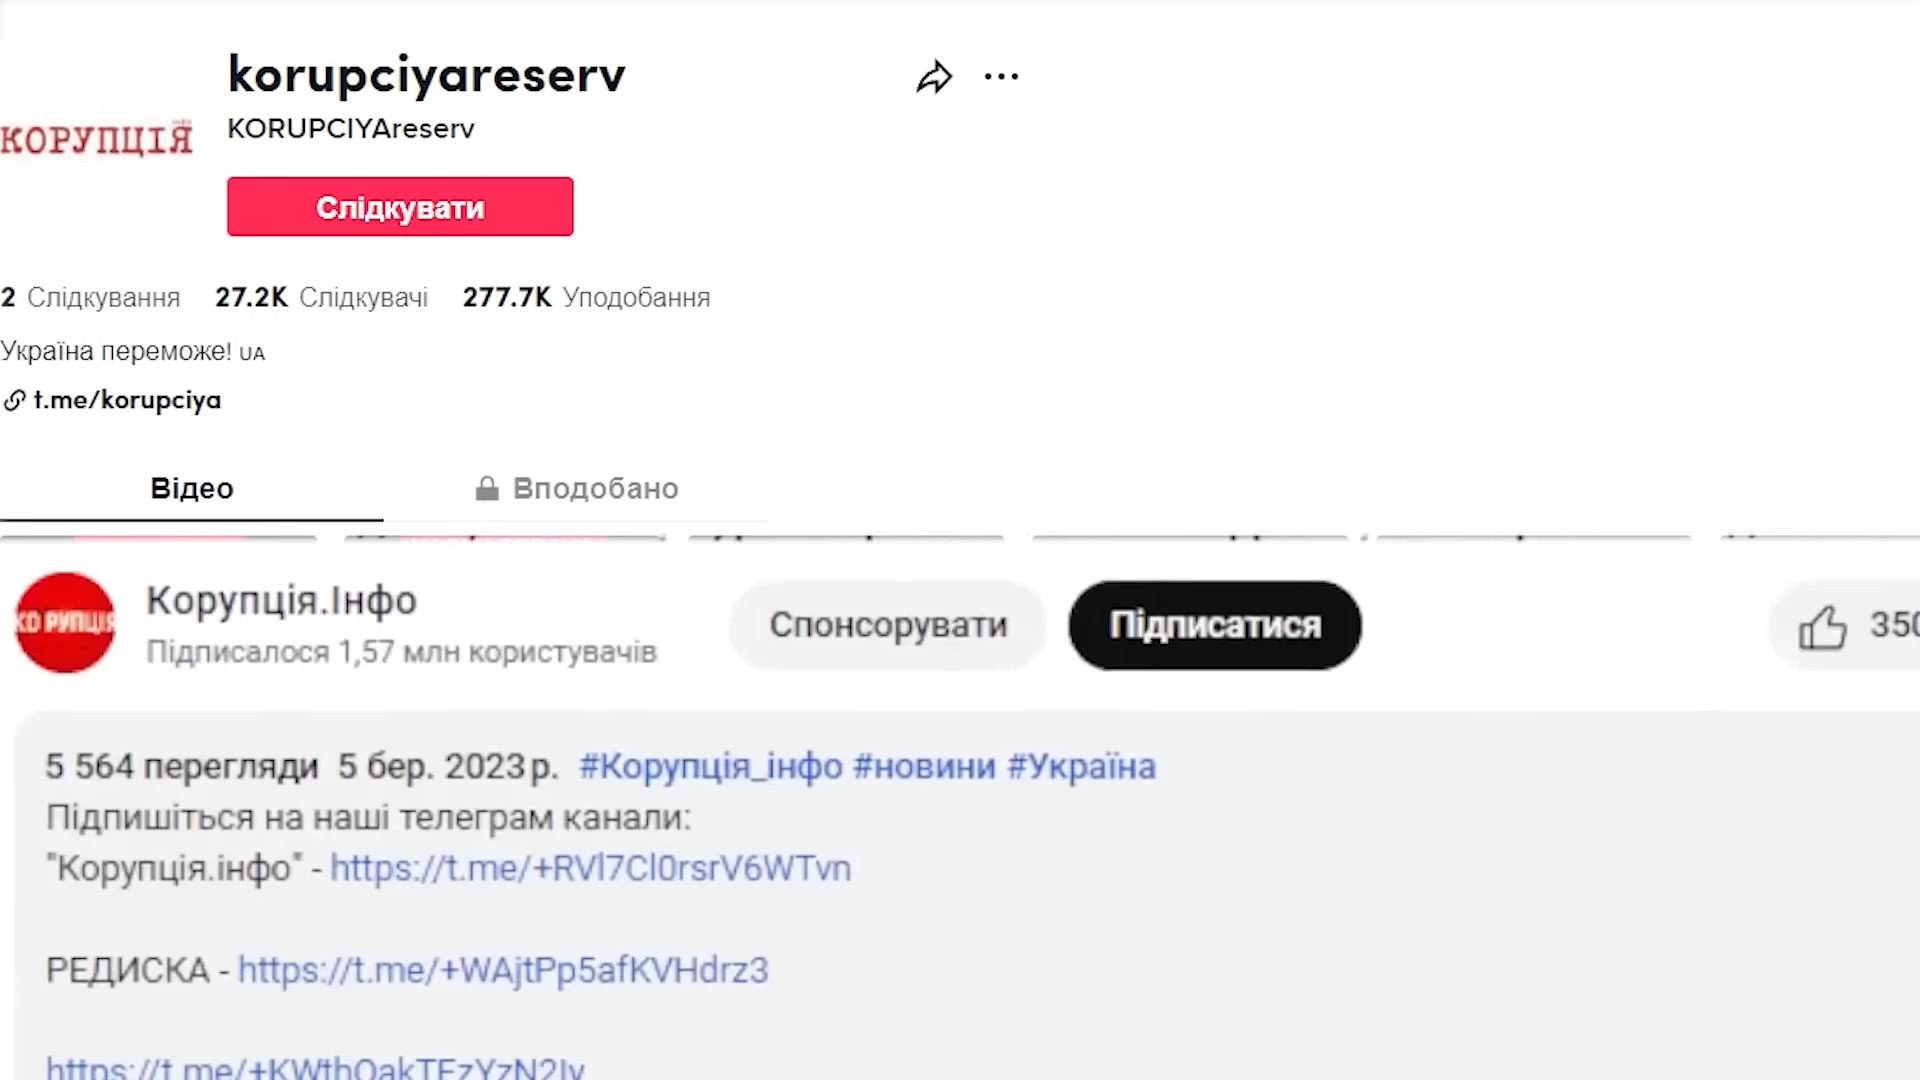 korupciyareserv
KORUPCIYAreserv
КОРУПЦІЯ
Слідкувати
2 Слідкування 27.2K Слідкувачі 277.7K Уподобання
Україна переможе! UA
t.me/korupciya
Відео Вподобано
Корупція.Інфо
КОРУПЦІЯ
Підписалося 1,57 млн користувачів
Спонсорувати Підписатися 350
5 564 перегляди 5 бер. 2023 р. #Корупція_інфо #новини #Україна
Підпишіться на наші телеграм канали:
"Корупція.інфо" - https://t.me/+RVl7Cl0rsrV6WTvn
РЕДИСКА - https://t.me/+WAjtPp5afKVHdrz3